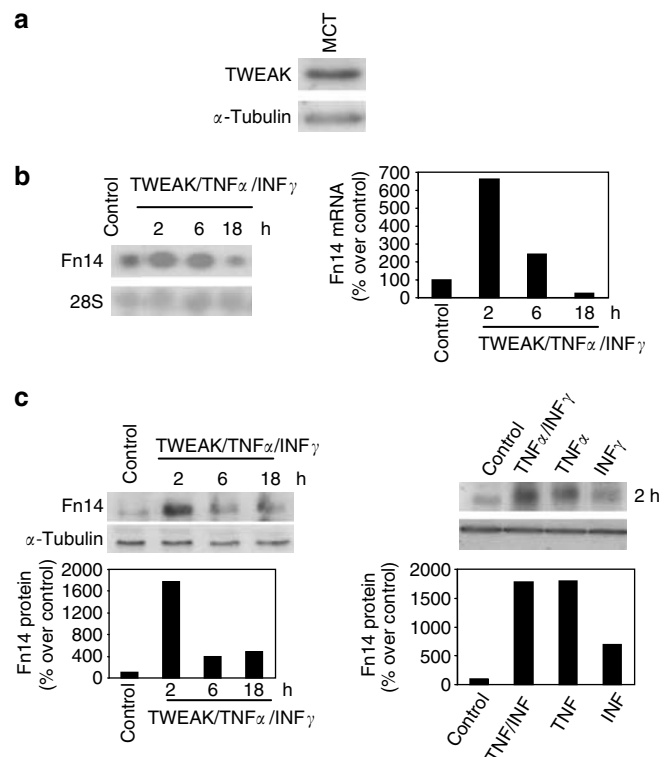 a
MCT
TWEAK
α-Tubulin
b
Control
TWEAK/TNFα/INFγ
2 6 18 h
Fn14
28S
Fn14 mRNA
(% over control)
700
600
500
400
300
200
100
0
Control
2 6 18 h
TWEAK/TNFα/INFγ
c
Control
TWEAK/TNFα/INFγ
2 6 18 h
Fn14
α-Tubulin
Fn14 protein
(% over control)
2000
1600
1200
800
400
0
Control
2 6 18 h
TWEAK/TNFα/INFγ
Control
TNFα/INFγ
TNFα
INFγ
2 h
Fn14 protein
(% over control)
2000
1500
1000
500
0
Control
TNF/INF
TNF
INF